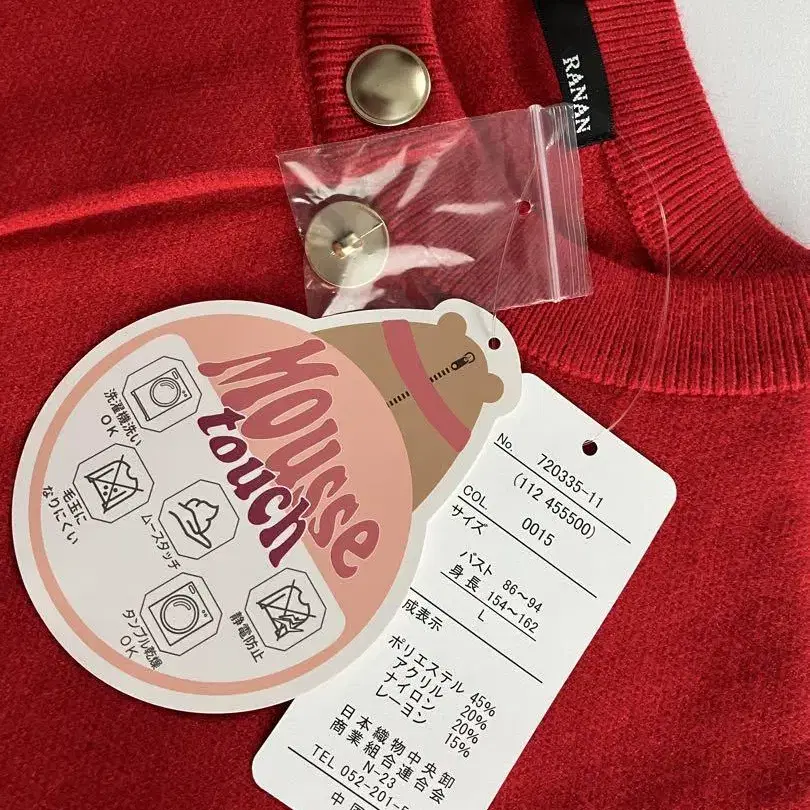 RANAN
Mousse
touch
洗濯機洗い
OK
毛玉に
なりにくい
ムースタッチ
タンブル乾燥
OK
静電防止
No. 720335-11
(112 455500)
COL 0015
サイズ
バスト 86～94
身長 154～162
L
成表示
ポリエステル 45%
アクリル 20%
ナイロン 20%
レーヨン 15%
日本織物中央卸
商業組合連合会
N-23
TEL 052-201-5
中国